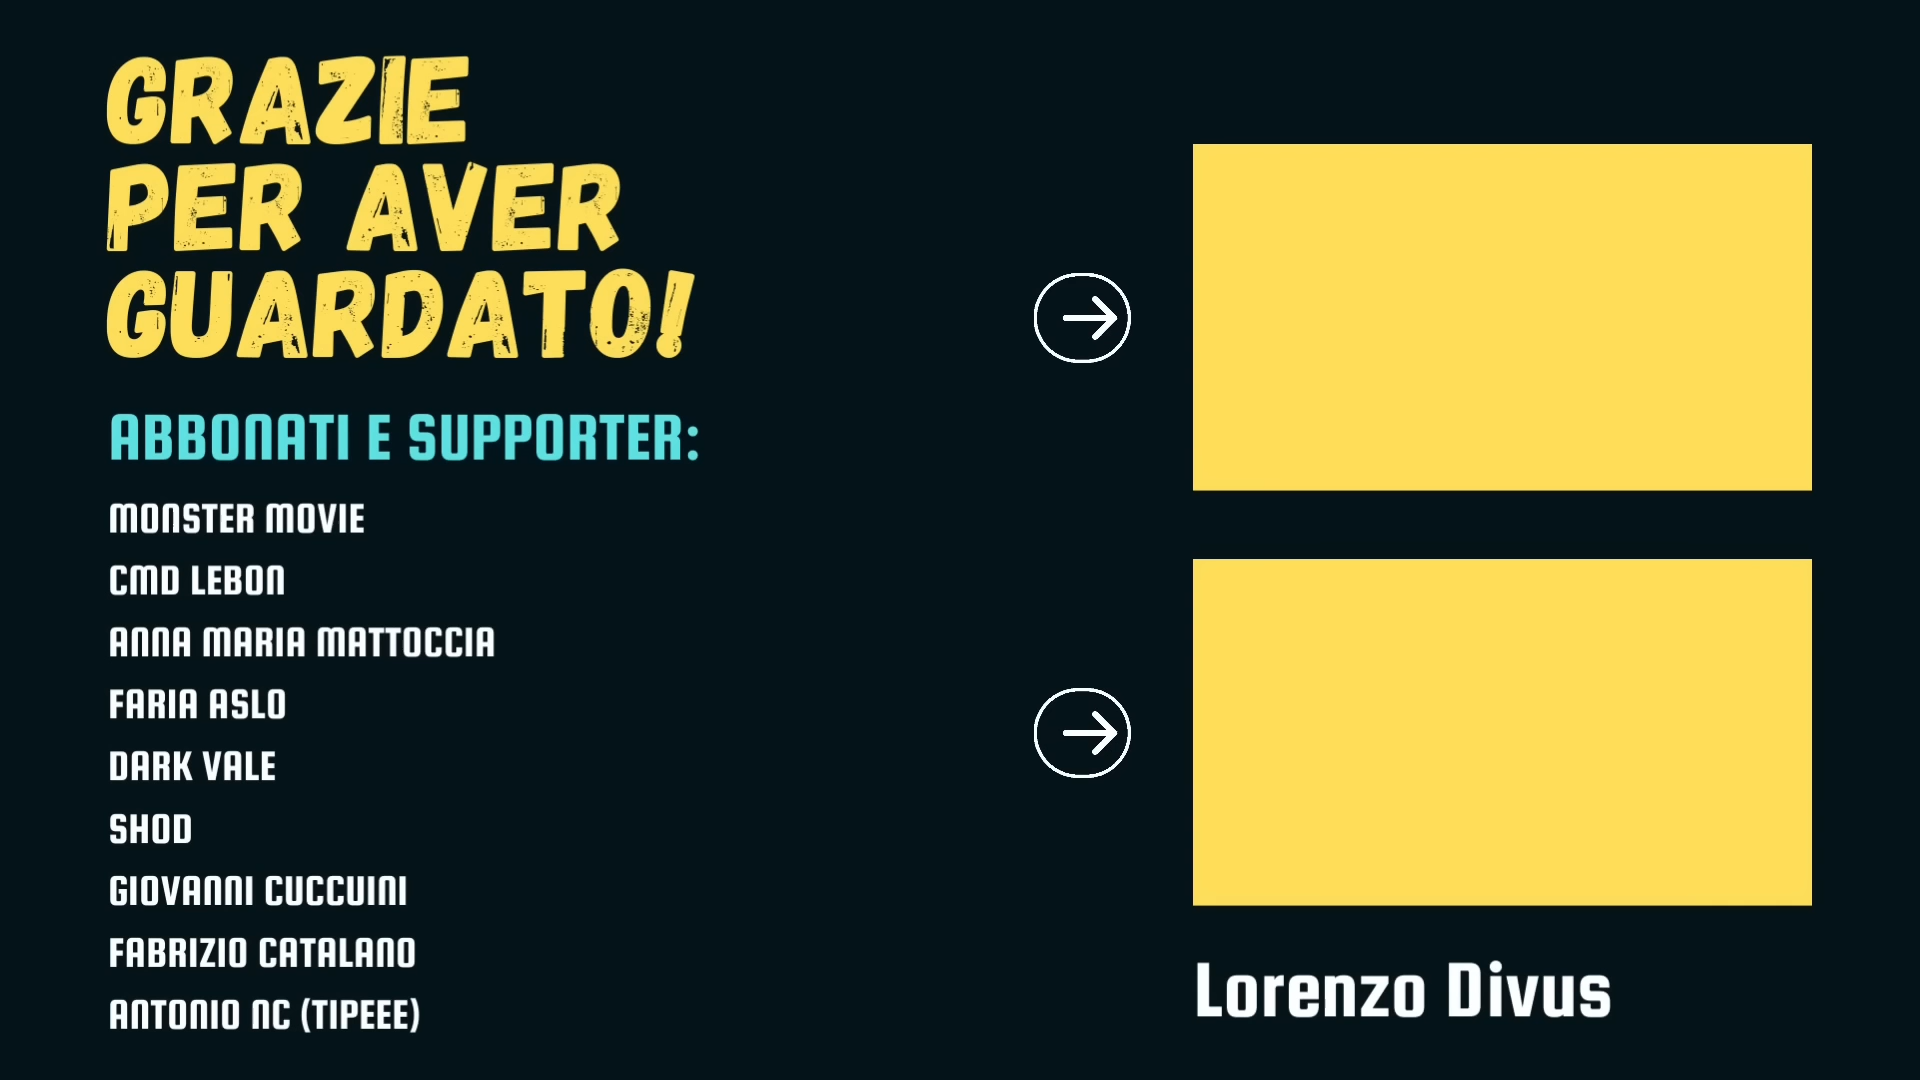 GRAZIE
PER AVER
GUARDATO!
ABBONATI E SUPPORTER:
MONSTER MOVIE
CMD LEBON
ANNA MARIA MATTOCCIA
FARIA ASLO
DARK VALE
SHOD
GIOVANNI CUCCUINI
FABRIZIO CATALANO
ANTONIO NC (TIPEEE)
Lorenzo Divus